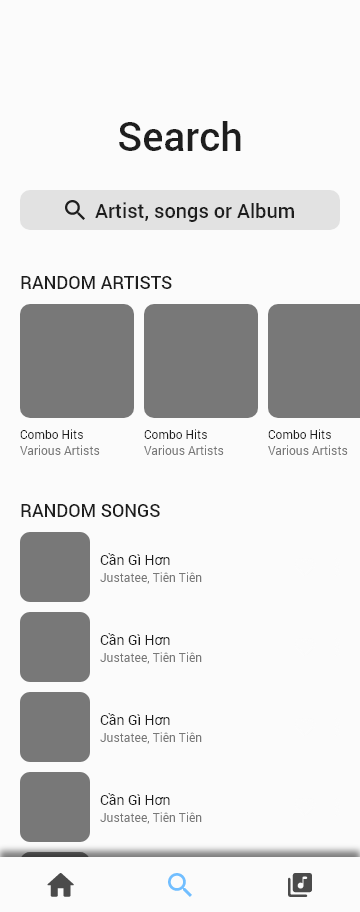 Search
Artist, songs or Album
RANDOM ARTISTS
Combo Hits
Various Artists
Combo Hits
Various Artists
Combo Hits
Various Artists
RANDOM SONGS
Cần Gì Hơn
Justatee, Tiên Tiên
Cần Gì Hơn
Justatee, Tiên Tiên
Cần Gì Hơn
Justatee, Tiên Tiên
Cần Gì Hơn
Justatee, Tiên Tiên